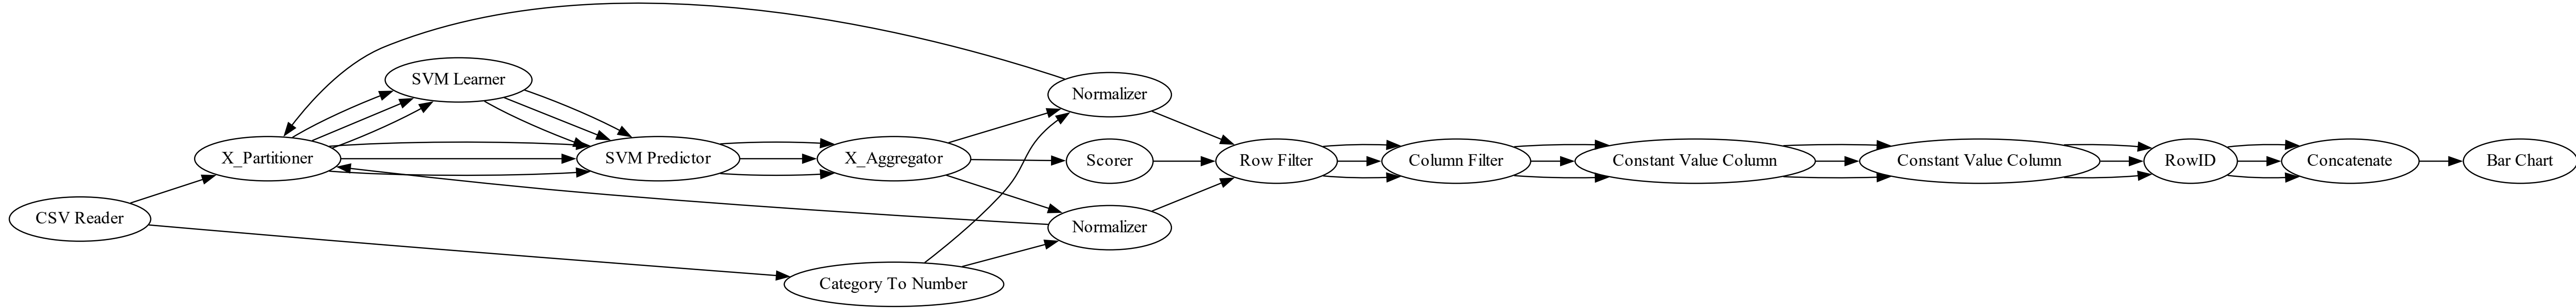 SVM Learner
Normalizer
X_Partitioner
SVM Predictor
X_Aggregator
Scorer
Row Filter
Column Filter
Constant Value Column
Constant Value Column
RowID
Concatenate
Bar Chart
CSV Reader
Normalizer
Category To Number